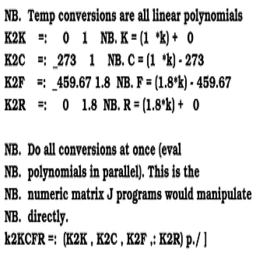 NB. Temp conversions are all linear polynomials
K2K =: 0 1 NB. K = (1 *k) + 0
K2C =: _273 1 NB. C = (1 *k) - 273
K2F =: _459.67 1.8 NB. F = (1.8*k) - 459.67
K2R =: 0 1.8 NB. R = (1.8*k) + 0
NB. Do all conversions at once (eval
NB. polynomials in parallel). This is the
NB. numeric matrix J programs would manipulate
NB. directly.
k2KCFR =: (K2K , K2C , K2F ,: K2R) p./ ]